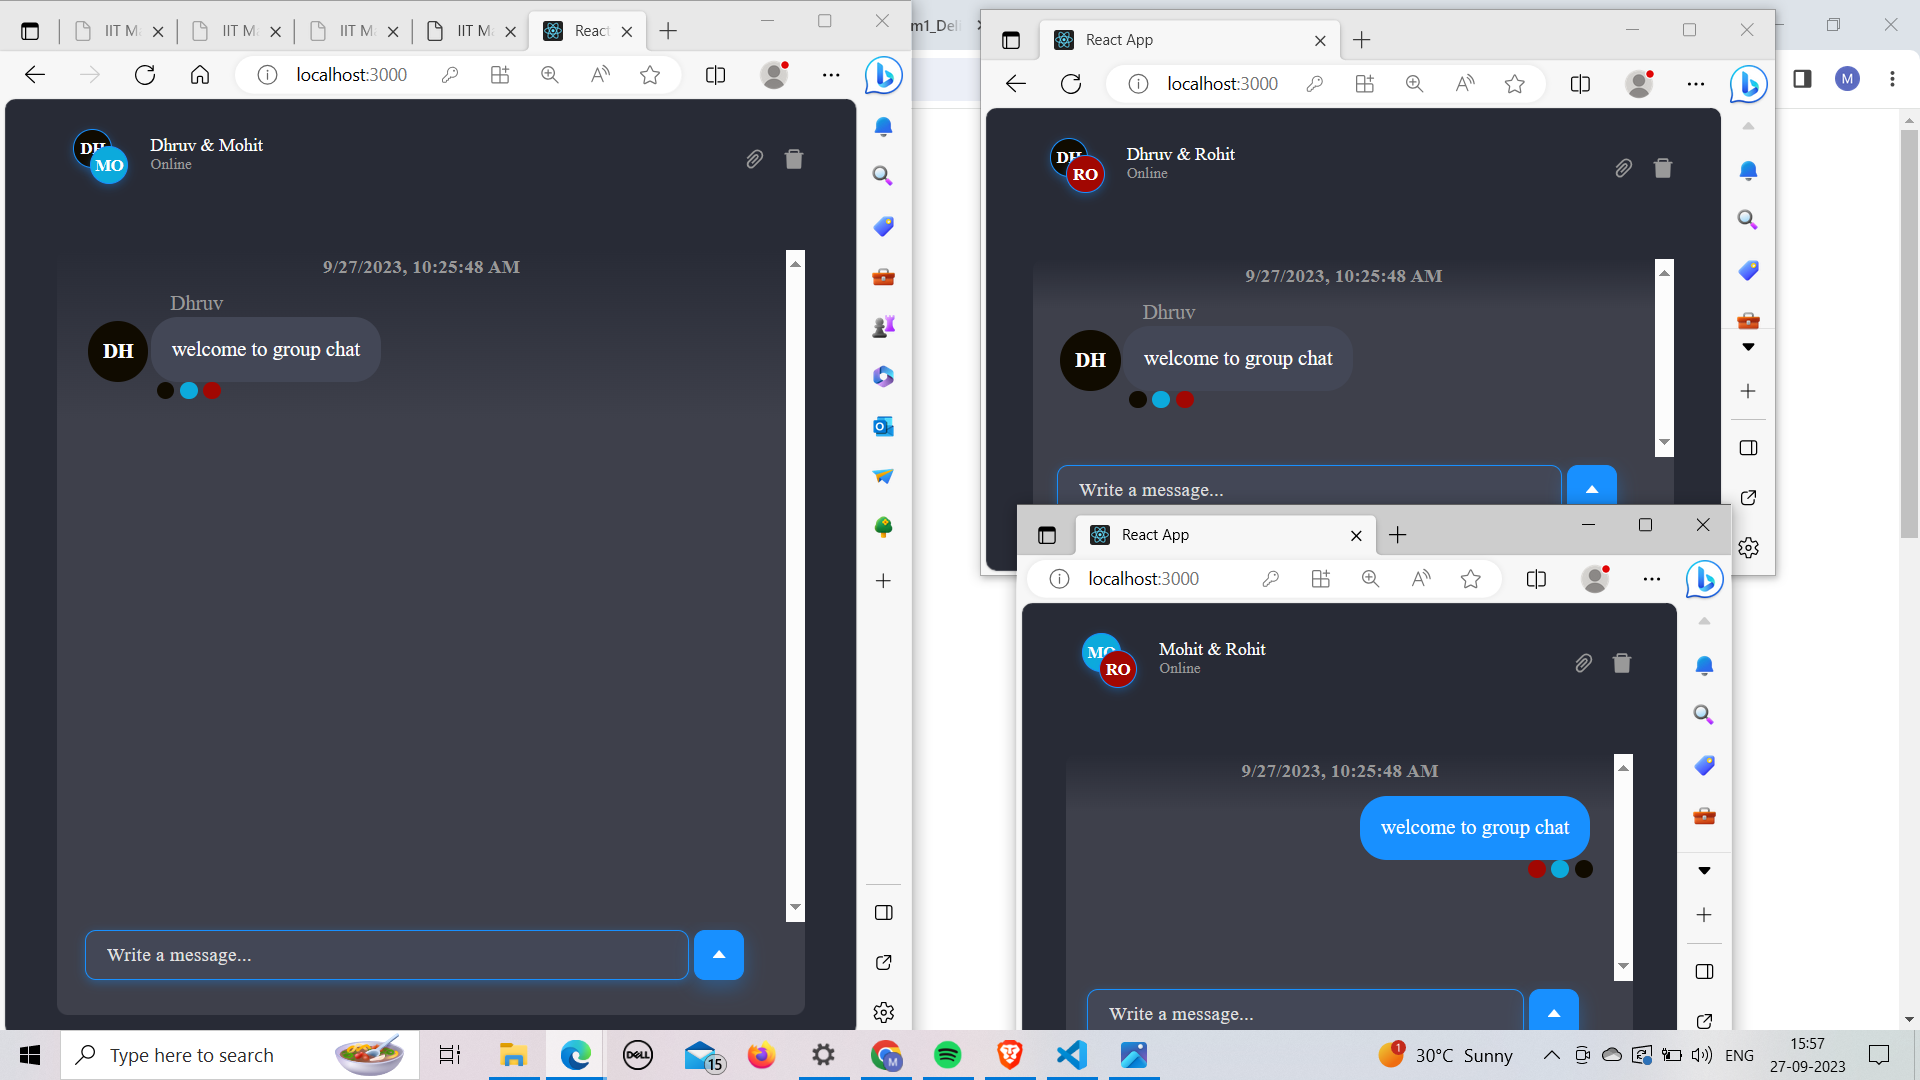 IIT M
IIT M
IIT M
IIT M
React
localhost:3000
DH
MO
Dhruv & Mohit
Online
9/27/2023, 10:25:48 AM
Dhruv
DH
welcome to group chat
Write a message...
m1_Deli
M
React App
localhost:3000
DH
RO
Dhruv & Rohit
Online
9/27/2023, 10:25:48 AM
Dhruv
DH
welcome to group chat
Write a message...
React App
localhost:3000
MO
RO
Mohit & Rohit
Online
9/27/2023, 10:25:48 AM
welcome to group chat
Write a message...
Type here to search
DELL
15
M
1
30°C Sunny
ENG
15:57
27-09-2023